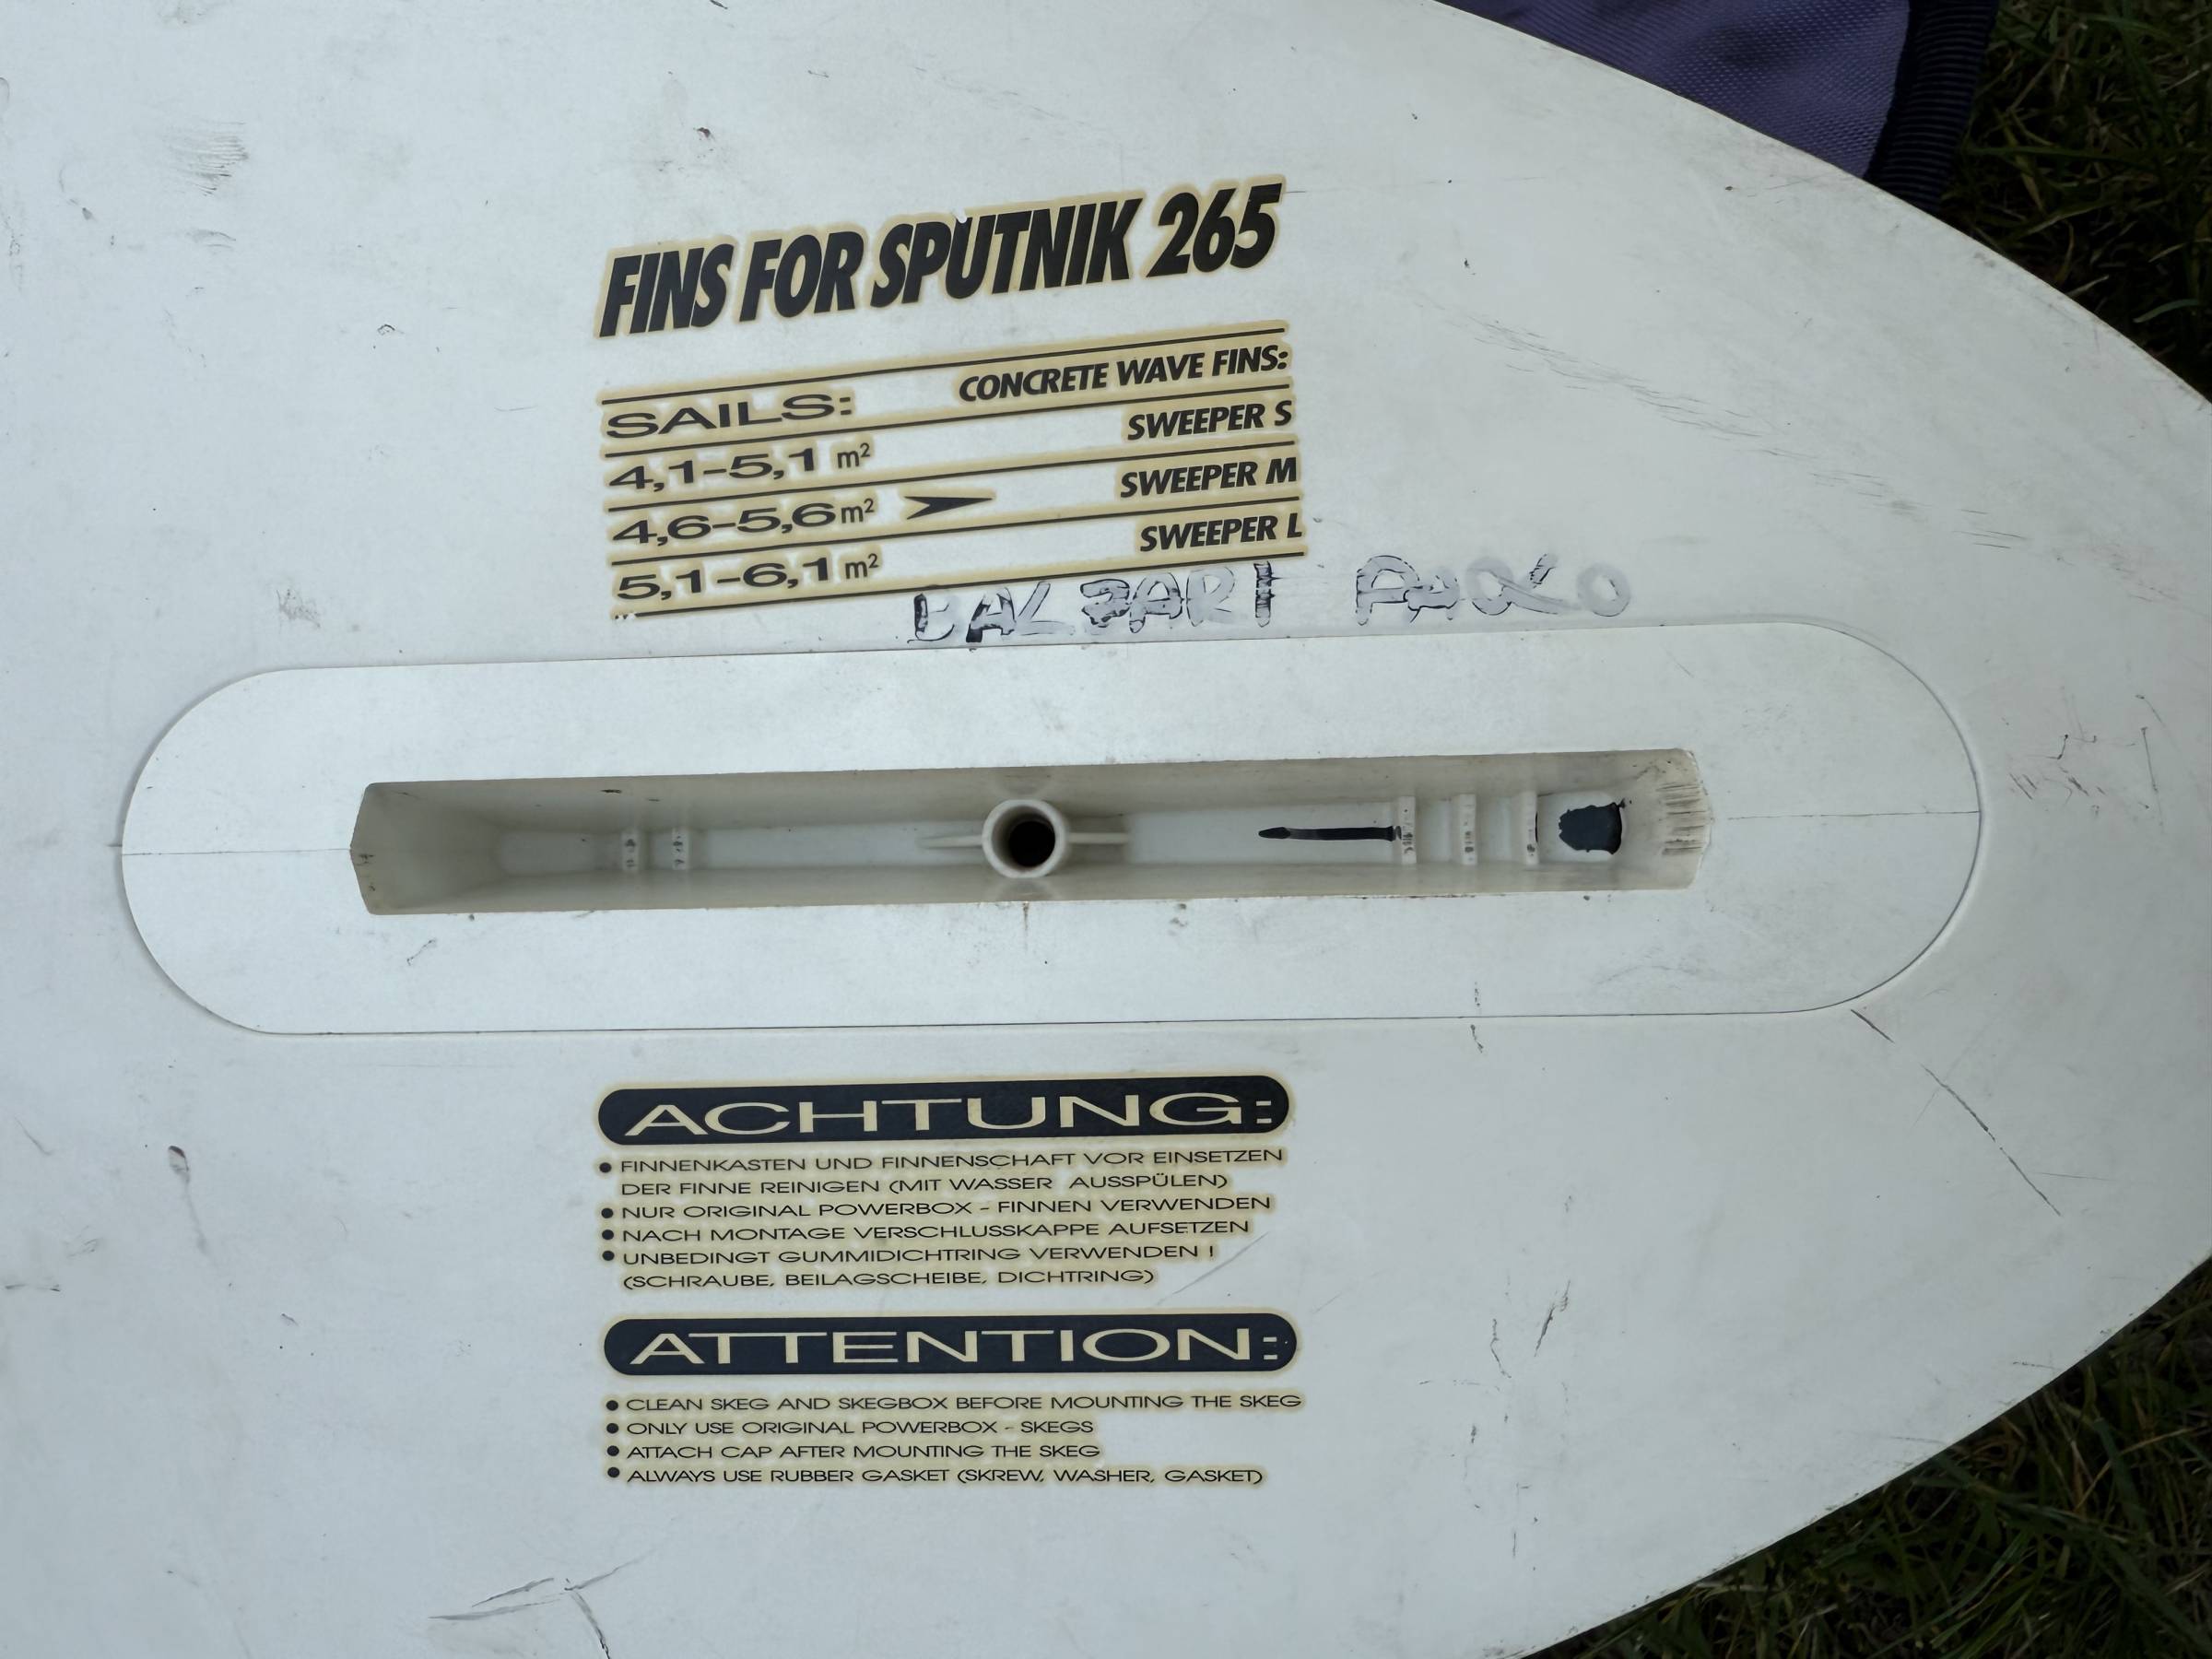 FINS FOR SPUTNIK 265
SAILS: CONCRETE WAVE FINS:
4,1-5,1 m² SWEEPER S
4,6-5,6 m² SWEEPER M
5,1-6,1 m² SWEEPER L
PAOLO
ACHTUNG:
• FINNENKASTEN UND FINNENSCHAFT VOR EINSETZEN
DER FINNE REINIGEN (MIT WASSER AUSSPÜLEN)
• NUR ORIGINAL POWERBOX - FINNEN VERWENDEN
• NACH MONTAGE VERSCHLUSSKAPPE AUFSETZEN
• UNBEDINGT GUMMIDICHTRING VERWENDEN !
(SCHRAUBE, BEILAGSCHEIBE, DICHTRING)
ATTENTION:
• CLEAN SKEG AND SKEGBOX BEFORE MOUNTING THE SKEG
• ONLY USE ORIGINAL POWERBOX - SKEGS
• ATTACH CAP AFTER MOUNTING THE SKEG
• ALWAYS USE RUBBER GASKET (SKREW, WASHER, GASKET)